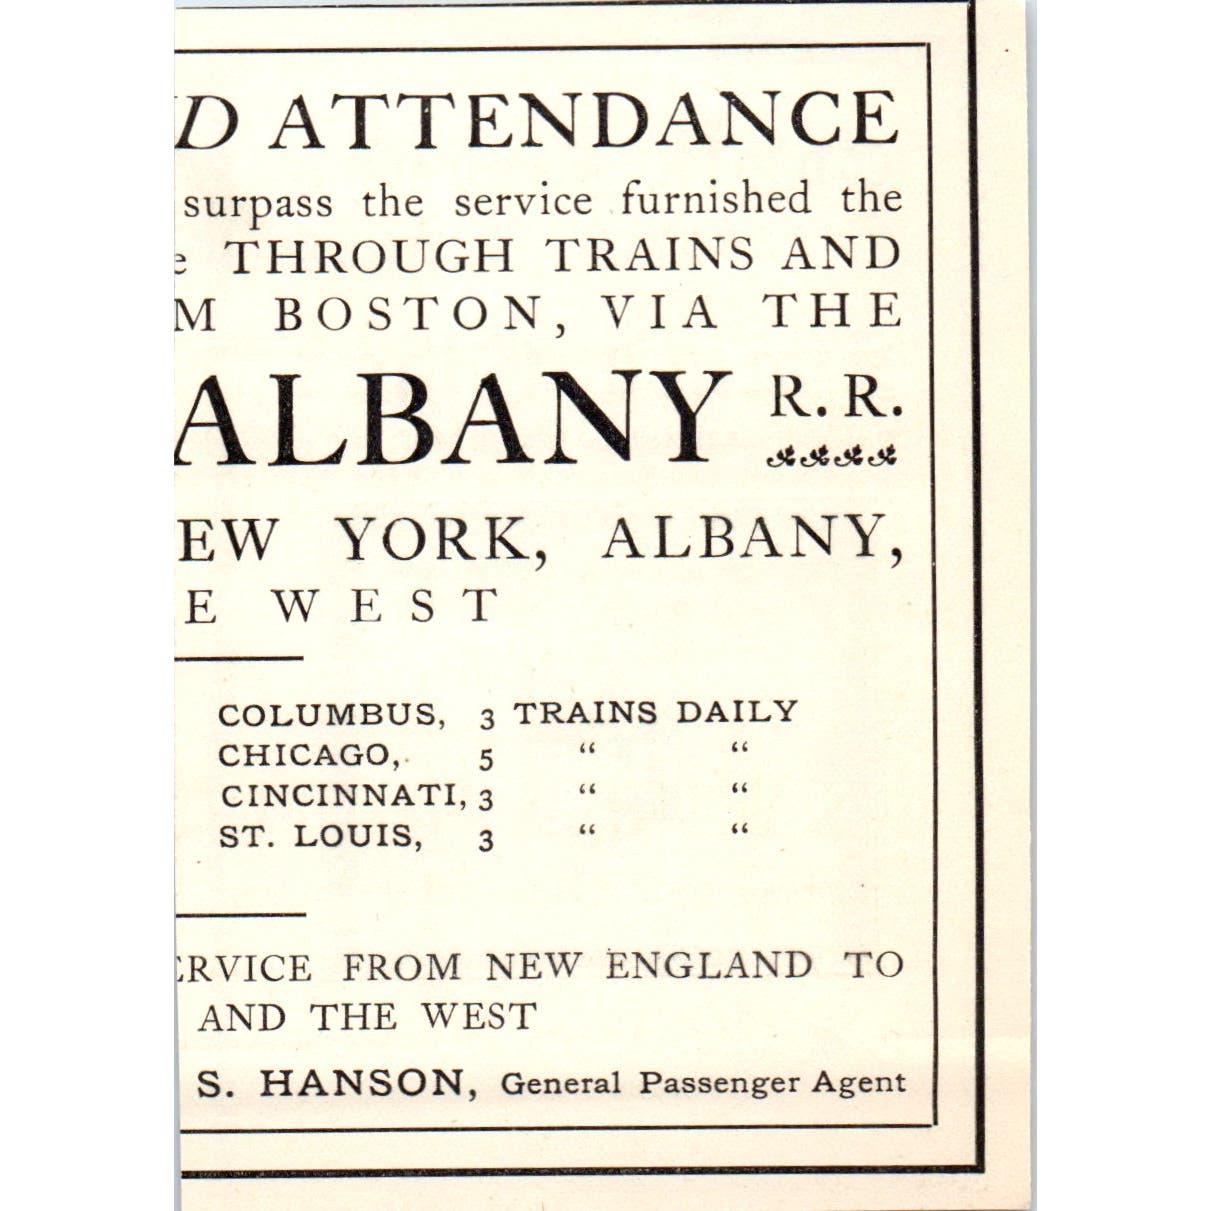 D ATTENDANCE
surpass the service furnished the
e THROUGH TRAINS AND
M BOSTON, VIA THE
ALBANY R. R.
EW YORK, ALBANY,
E WEST
COLUMBUS, 3 TRAINS DAILY
CHICAGO, 5 “ “
CINCINNATI, 3 “ “
ST. LOUIS, 3 “ “
ERVICE FROM NEW ENGLAND TO
AND THE WEST
S. HANSON, General Passenger Agent